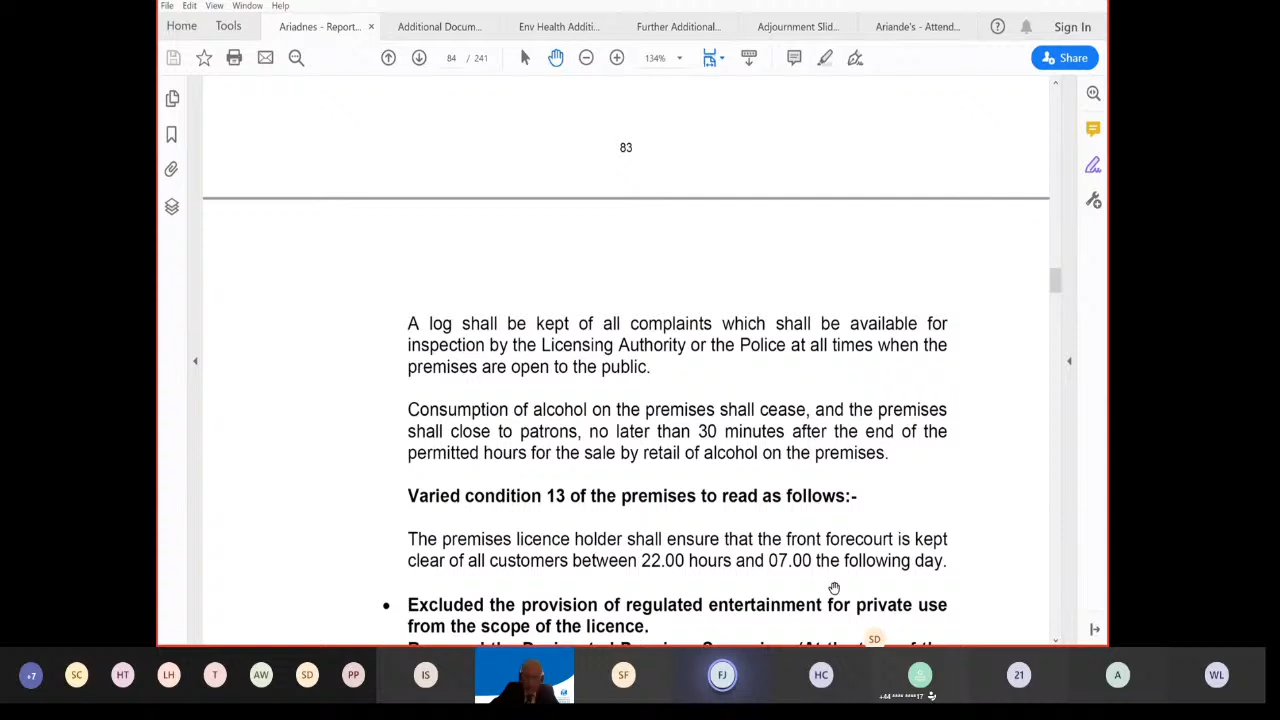 File Edit View Window Help
Home Tools Ariadnes - Report... × Additional Docum... Env Health Additi... Further Additional... Adjournment Slid... Ariande's - Attend... Sign In
84 / 241 134% Share
83
A log shall be kept of all complaints which shall be available for
inspection by the Licensing Authority or the Police at all times when the
premises are open to the public.
Consumption of alcohol on the premises shall cease, and the premises
shall close to patrons, no later than 30 minutes after the end of the
permitted hours for the sale by retail of alcohol on the premises.
Varied condition 13 of the premises to read as follows:-
The premises licence holder shall ensure that the front forecourt is kept
clear of all customers between 22.00 hours and 07.00 the following day.
• Excluded the provision of regulated entertainment for private use
from the scope of the licence.
SD
+7 SC HT LH T AW SD PP IS SF FJ HC 21 A WL
+44 **** ****17